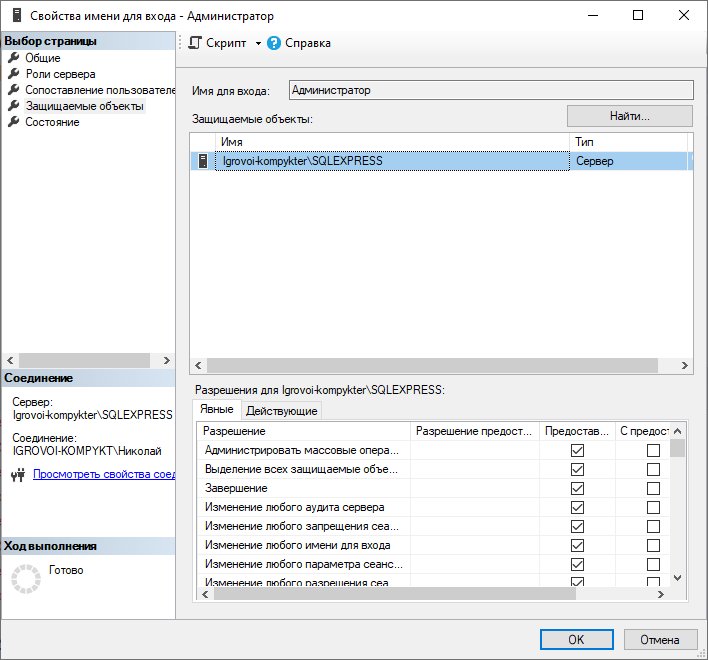 Свойства имени для входа - Администратор
Выбор страницы
Общие
Роли сервера
Сопоставление пользователе
Защищаемые объекты
Состояние
Скрипт
Справка
Имя для входа:
Администратор
Защищаемые объекты:
Найти...
Имя
Тип
Igrovoi-kompykter\SQLEXPRESS
Сервер
Соединение
Сервер:
Igrovoi-kompykter\SQLEXPRESS
Соединение:
IGROVOI-KOMPYKT\Николай
Просмотреть свойства соед
Ход выполнения
Готово
Разрешения для Igrovoi-kompykter\SQLEXPRESS:
Явные
Действующие
Разрешение
Разрешение предост...
Предостав...
С предост
Администрировать массовые опера...
Выделение всех защищаемые объе...
Завершение
Изменение любого аудита сервера
Изменение любого запрещения сеа...
Изменение любого имени для входа
Изменение любого параметра сеанс...
Изменение любого разрешения сеа
OK
Отмена